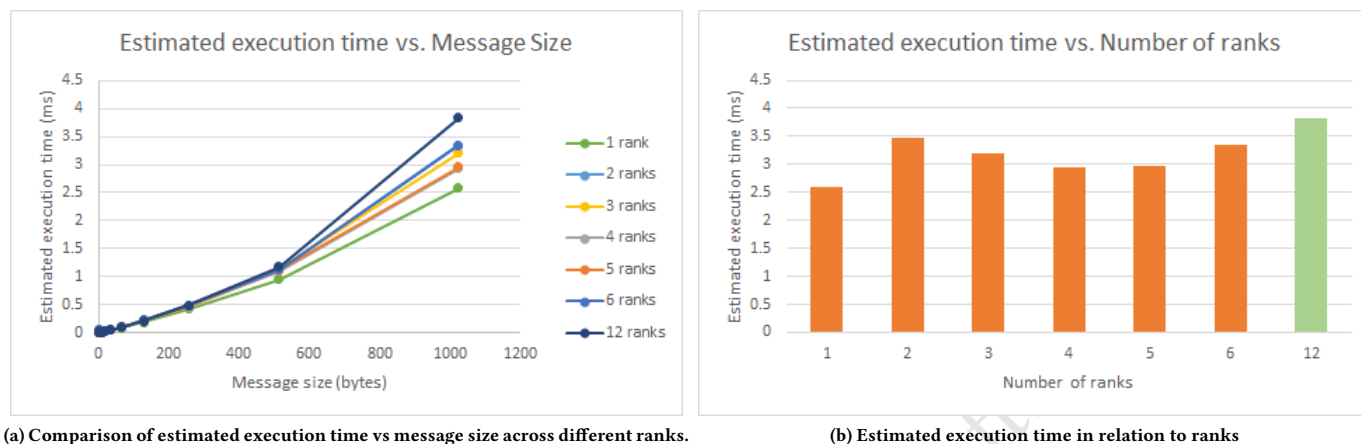 Estimated execution time vs. Message Size
Estimated execution time (ms)
4.5
4
3.5
3
2.5
2
1.5
1
0.5
0
0
200
400
600
800
1000
1200
Message size (bytes)
1 rank
2 ranks
3 ranks
4 ranks
5 ranks
6 ranks
12 ranks
(a) Comparison of estimated execution time vs message size across different ranks.
Estimated execution time vs. Number of ranks
Estimated execution time (ms)
4.5
4
3.5
3
2.5
2
1.5
1
0.5
0
1
2
3
4
5
6
12
Number of ranks
(b) Estimated execution time in relation to ranks